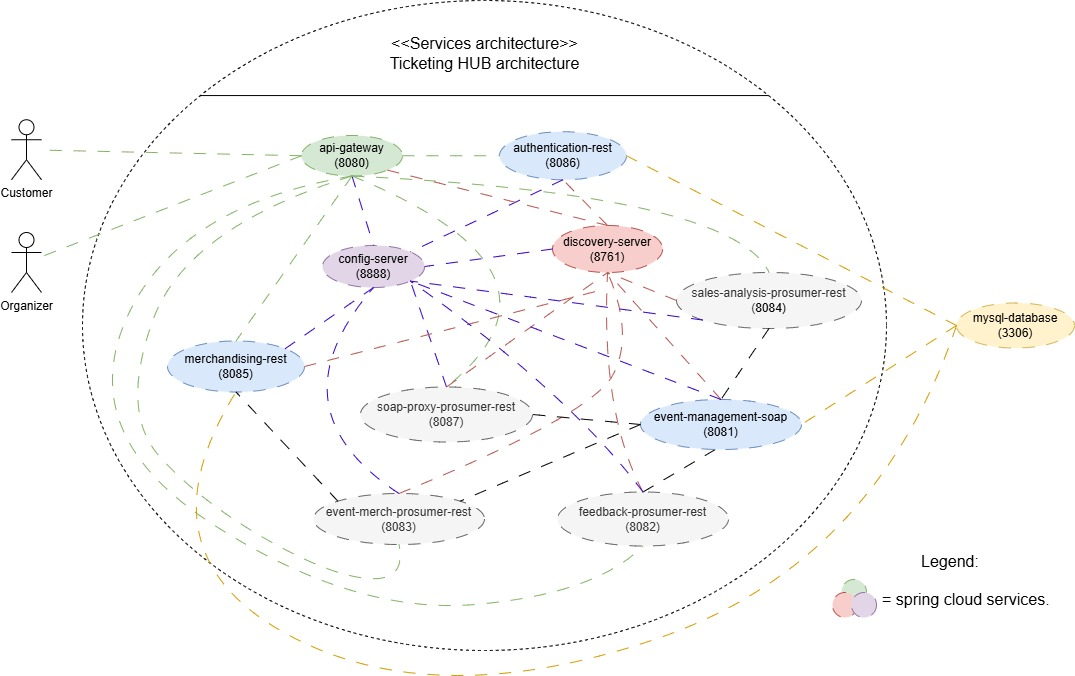 <<Services architecture>>
Ticketing HUB architecture
api-gateway
(8080)
authentication-rest
(8086)
Customer
discovery-server
(8761)
config-server
(8888)
Organizer
sales-analysis-prosumer-rest
(8084)
mysql-database
(3306)
merchandising-rest
(8085)
soap-proxy-prosumer-rest
(8087)
event-management-soap
(8081)
event-merch-prosumer-rest
(8083)
feedback-prosumer-rest
(8082)
Legend:
= spring cloud services.